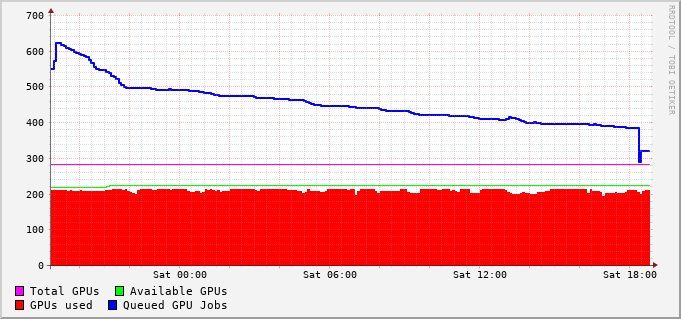 700
600
500
400
300
200
100
0
Sat 00:00 Sat 06:00 Sat 12:00 Sat 18:00
Total GPUs Available GPUs
GPUs used Queued GPU Jobs
RRDTOOL / TOBI OETIKER